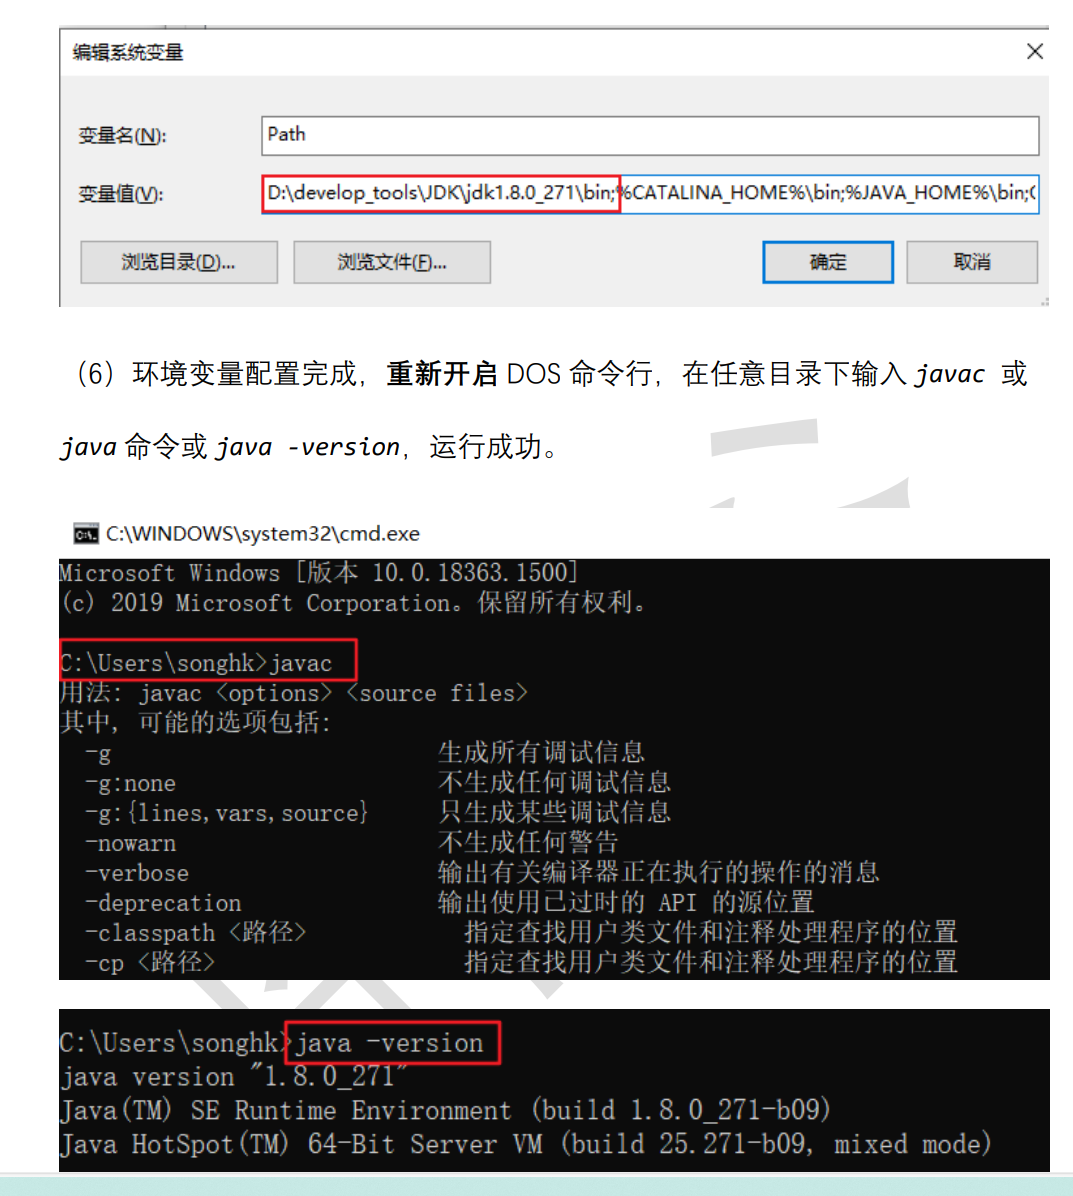 编辑系统变量
变量名(N):
Path
变量值(V):
D:\develop_tools\JDK\jdk1.8.0_271\bin;%CATALINA_HOME%\bin;%JAVA_HOME%\bin;C
浏览目录(D)...
浏览文件(F)...
确定
取消
（6）环境变量配置完成，重新开启 DOS 命令行，在任意目录下输入 javac 或
java 命令或 java -version，运行成功。
C:\WINDOWS\system32\cmd.exe
Microsoft Windows [版本 10.0.18363.1500]
(c) 2019 Microsoft Corporation。保留所有权利。
C:\Users\songhk>javac
用法: javac <options> <source files>
其中, 可能的选项包括:
-g 生成所有调试信息
-g:none 不生成任何调试信息
-g:{lines,vars,source} 只生成某些调试信息
-nowarn 不生成任何警告
-verbose 输出有关编译器正在执行的操作的消息
-deprecation 输出使用已过时的 API 的源位置
-classpath <路径> 指定查找用户类文件和注释处理程序的位置
-cp <路径> 指定查找用户类文件和注释处理程序的位置
C:\Users\songhk>java -version
java version "1.8.0_271"
Java(TM) SE Runtime Environment (build 1.8.0_271-b09)
Java HotSpot(TM) 64-Bit Server VM (build 25.271-b09, mixed mode)